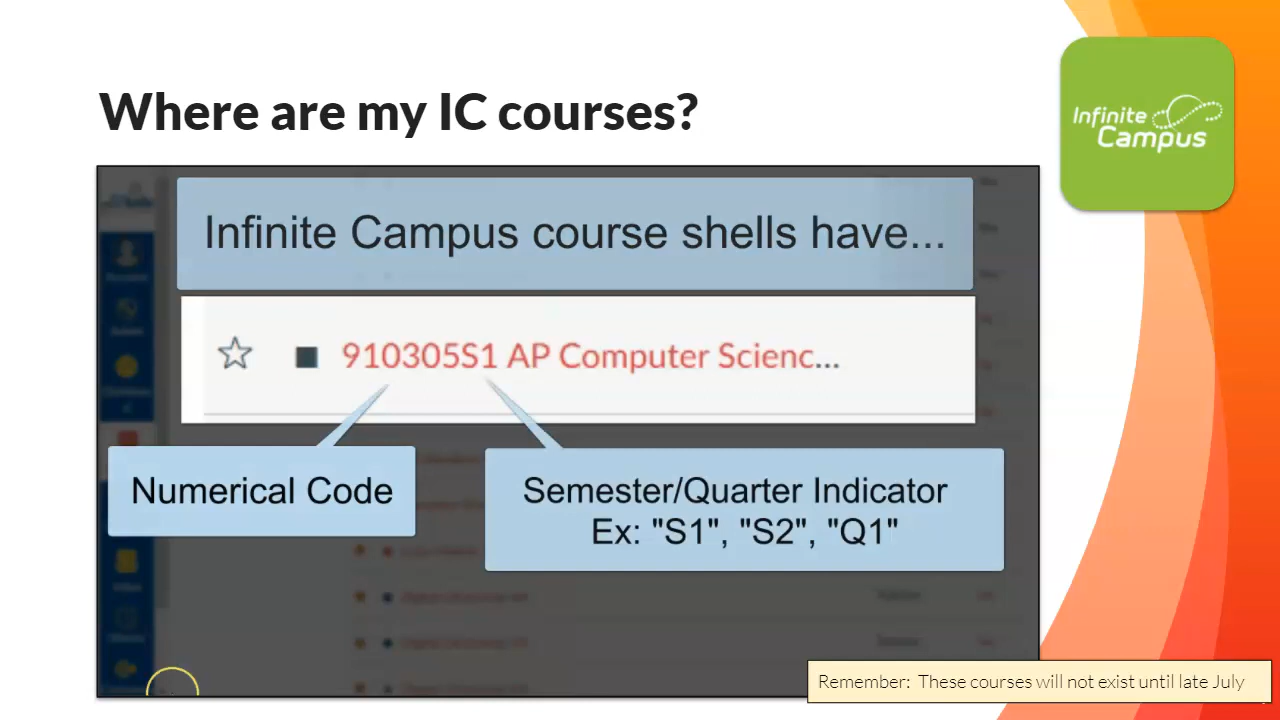 Where are my IC courses?
Infinite
Campus
Infinite Campus course shells have...
910305S1 AP Computer Scienc...
Numerical Code
Semester/Quarter Indicator
Ex: "S1", "S2", "Q1"
Remember: These courses will not exist until late July